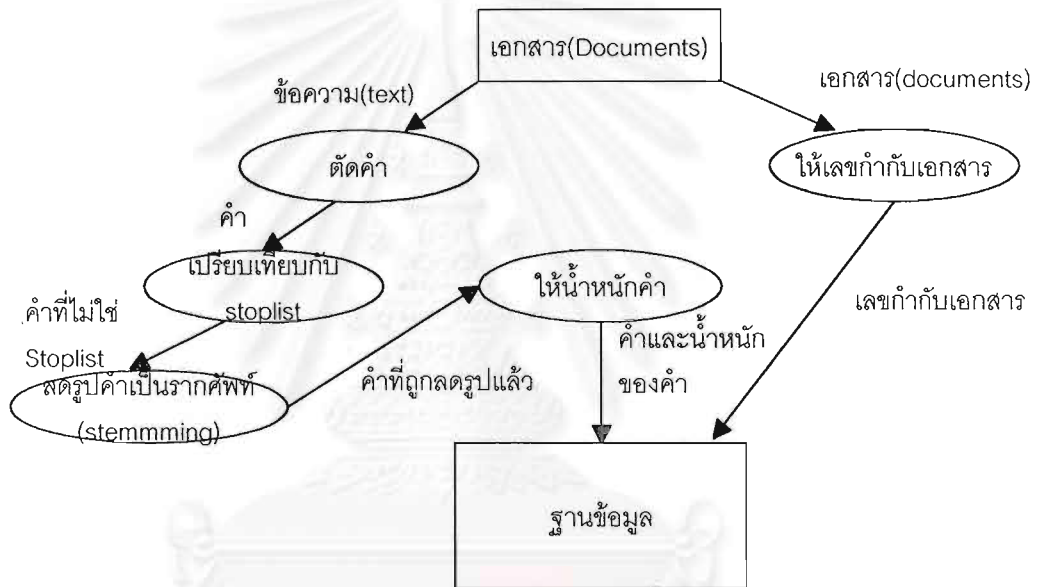 เอกสาร(Documents)
ข้อความ(text)
เอกสาร(documents)
ตัดคำ
ให้เลขกำกับเอกสาร
คำ
เปรียบเทียบกับ
stoplist
ให้น้ำหนักคำ
คำที่ไม่ใช่
Stoplist
เลขกำกับเอกสาร
คำและน้ำหนัก
ของคำ
ลดรูปคำเป็นรากศัพท์
(stemmming)
คำที่ถูกลดรูปแล้ว
ฐานข้อมูล